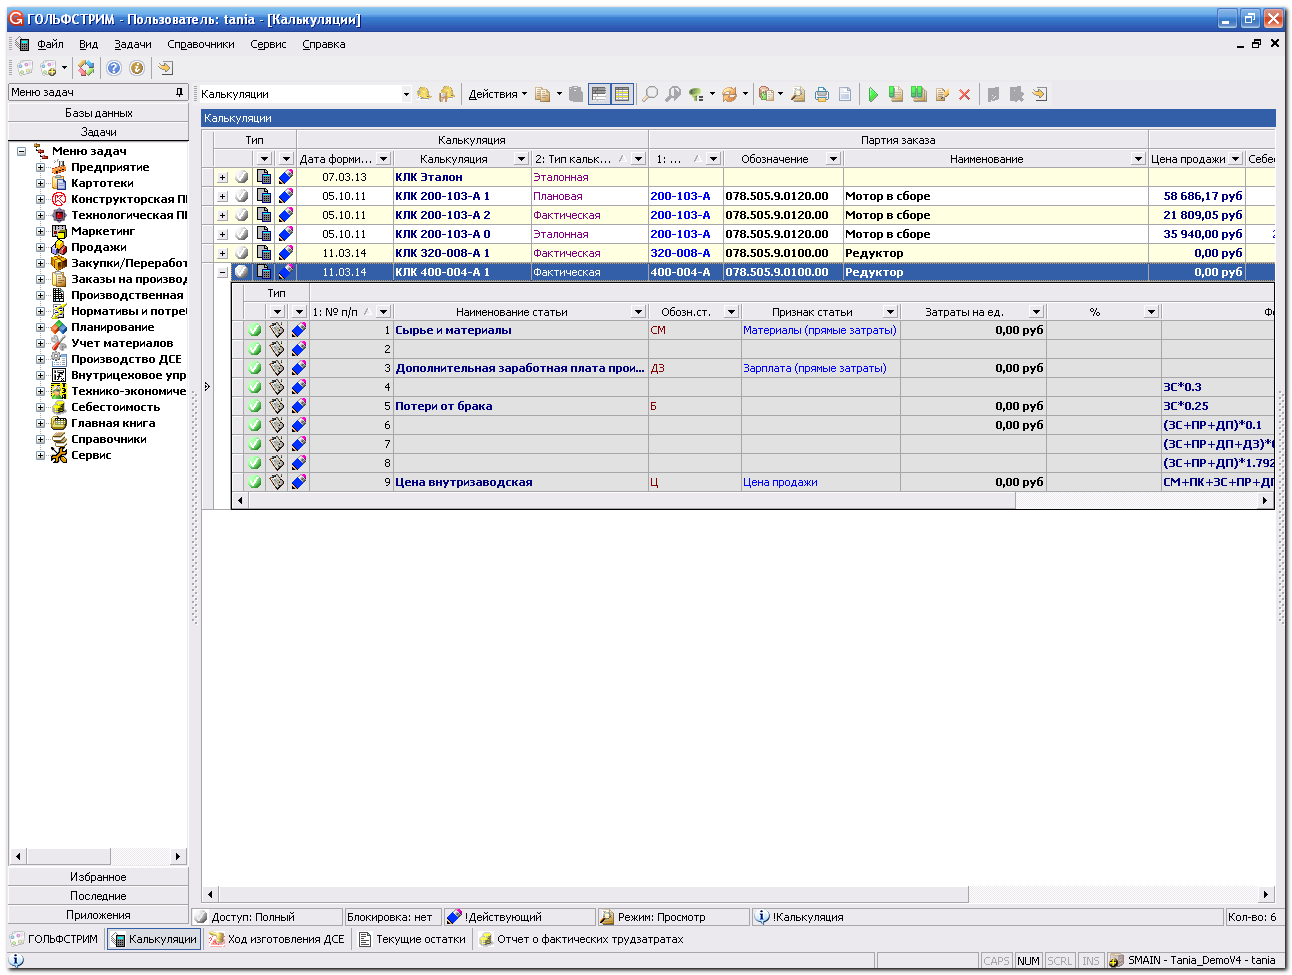 ГОЛЬФСТРИМ - Пользователь: tania - [Калькуляции]
Файл Вид Задачи Справочники Сервис Справка
Меню задач
Калькуляции Действия
Базы данных
Задачи
Меню задач
Предприятие
Картотеки
Конструкторская П
Технологическая П
Маркетинг
Продажи
Закупки/Переработ
Заказы на производ
Производственная
Нормативы и потре
Планирование
Учет материалов
Производство ДСЕ
Внутрицеховое упр
Технико-экономиче
Себестоимость
Главная книга
Справочники
Сервис
Избранное
Последние
Приложения
Калькуляции
Тип Калькуляция Партия заказа
Дата форми... Калькуляция 2: Тип кальк... 1: ... Обозначение Наименование Цена продажи Себес
07.03.13 КЛК Эталон Эталонная
05.10.11 КЛК 200-103-А 1 Плановая 200-103-А 078.505.9.0120.00 Мотор в сборе 58 686,17 руб
05.10.11 КЛК 200-103-А 2 Фактическая 200-103-А 078.505.9.0120.00 Мотор в сборе 21 809,05 руб
05.10.11 КЛК 200-103-А 0 Эталонная 200-103-А 078.505.9.0120.00 Мотор в сборе 35 940,00 руб 2
11.03.14 КЛК 320-008-А 1 Фактическая 320-008-А 078.505.9.0100.00 Редуктор 0,00 руб
11.03.14 КЛК 400-004-А 1 Фактическая 400-004-А 078.505.9.0100.00 Редуктор 0,00 руб
Тип
1: № п/п Наименование статьи Обозн.ст. Признак статьи Затраты на ед. % Фо
1 Сырье и материалы СМ Материалы (прямые затраты) 0,00 руб
2
3 Дополнительная заработная плата прои... ДЗ Зарплата (прямые затраты) 0,00 руб
4 ЗС*0.3
5 Потери от брака Б 0,00 руб ЗС*0.25
6 0,00 руб (ЗС+ПР+ДП)*0.1
7 (ЗС+ПР+ДП+ДЗ)*
8 (ЗС+ПР+ДП)*1.792
9 Цена внутризаводская Ц Цена продажи 0,00 руб СМ+ПК+ЗС+ПР+ДП
Доступ: Полный Блокировка: нет !Действующий Режим: Просмотр !Калькуляция Кол-во: 6
ГОЛЬФСТРИМ Калькуляции Ход изготовления ДСЕ Текущие остатки Отчет о фактических трудзатратах
CAPS NUM SCRL INS SMAIN - Tania_DemoV4 - tania